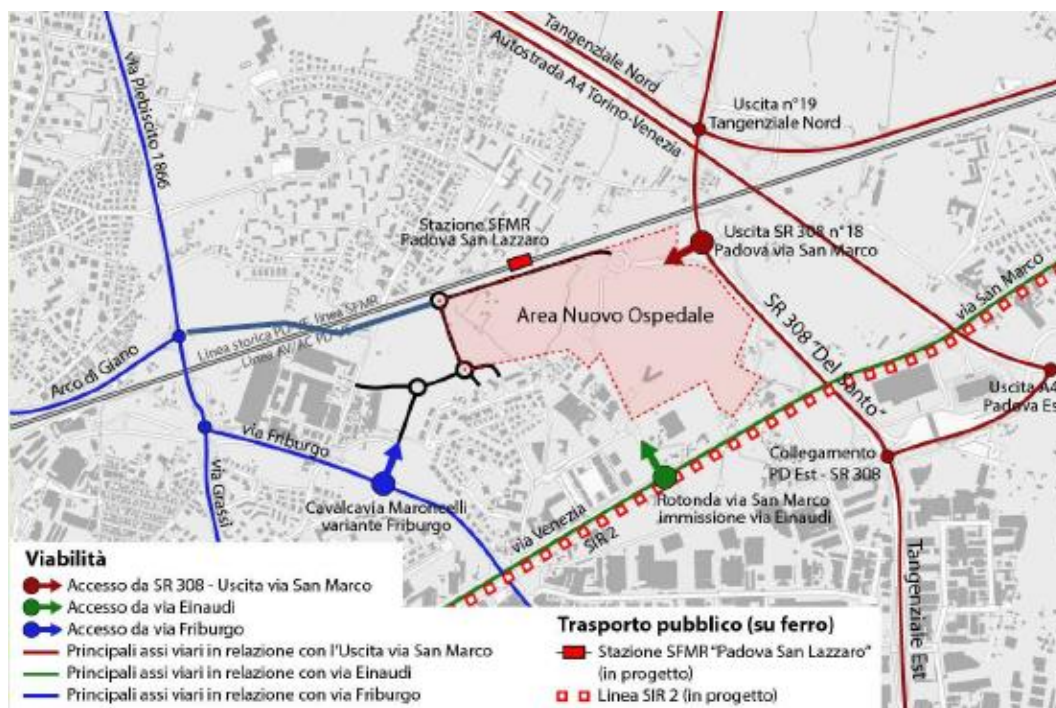 via Plebiscito 1866
Tangenziale Nord
Autostrada A4 Torino-Venezia
Uscita n°19
Tangenziale Nord
Stazione SFMR
Padova San Lazzaro
Uscita SR 308 n°18
Padova via San Marco
via San Marco
Linea storica PD-VE linea SFMR
Linea AV/AC PD-VE
Area Nuovo Ospedale
SR 308 "Del Santo"
Arco di Giano
Uscita A4
Padova Es
via Friburgo
via Grassi
Collegamento
PD Est - SR 308
Cavalcavia Maroncelli
variante Friburgo
via Venezia
SIR 2
Rotonda via San Marco
immissione via Einaudi
Tangenziale Est
Viabilità
Accesso da SR 308 - Uscita via San Marco
Accesso da via Einaudi
Accesso da via Friburgo
Principali assi viari in relazione con l'Uscita via San Marco
Principali assi viari in relazione con via Einaudi
Principali assi viari in relazione con via Friburgo
Trasporto pubblico (su ferro)
Stazione SFMR "Padova San Lazzaro"
(in progetto)
Linea SIR 2 (in progetto)